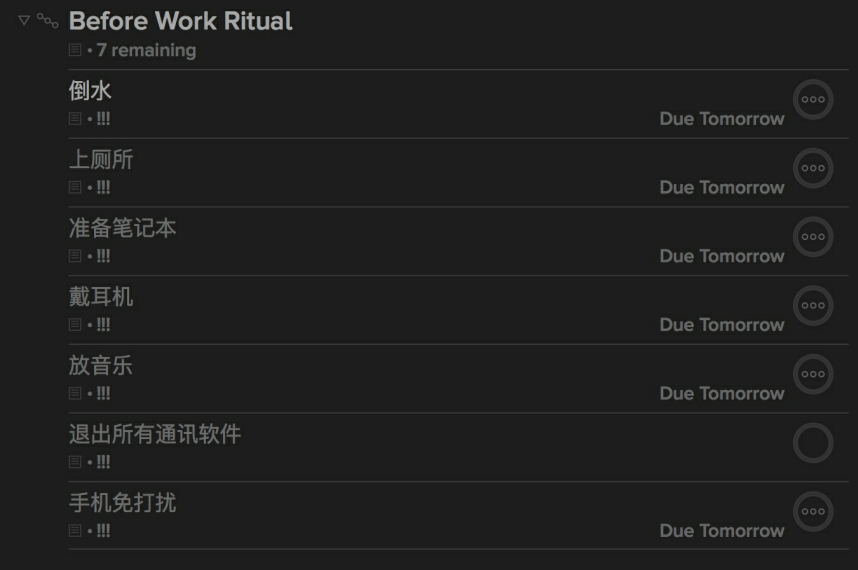 Before Work Ritual
• 7 remaining
倒水
• !!!
Due Tomorrow
上厕所
• !!!
Due Tomorrow
准备笔记本
• !!!
Due Tomorrow
戴耳机
• !!!
Due Tomorrow
放音乐
• !!!
Due Tomorrow
退出所有通讯软件
• !!!
手机免打扰
• !!!
Due Tomorrow